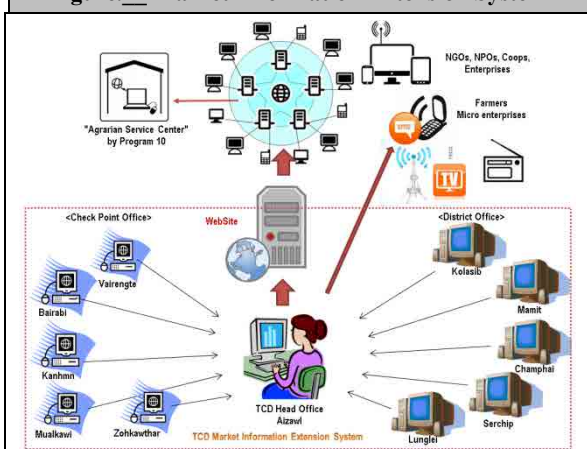 NGOs, NPOs, Coops,
Enterprises
"Agrarian Service Center"
by Program 10
Farmers
Micro enterprises
SMS
TV
<Check Point Office>
WebSite
<District Office>
Vairengte
Kolasib
Bairabi
Mamit
Kanhmn
Champhai
Mualkawi
Zohkawthar
TCD Head Office
Aizawl
Lunglei
Serchip
TCD Market Information Extension System